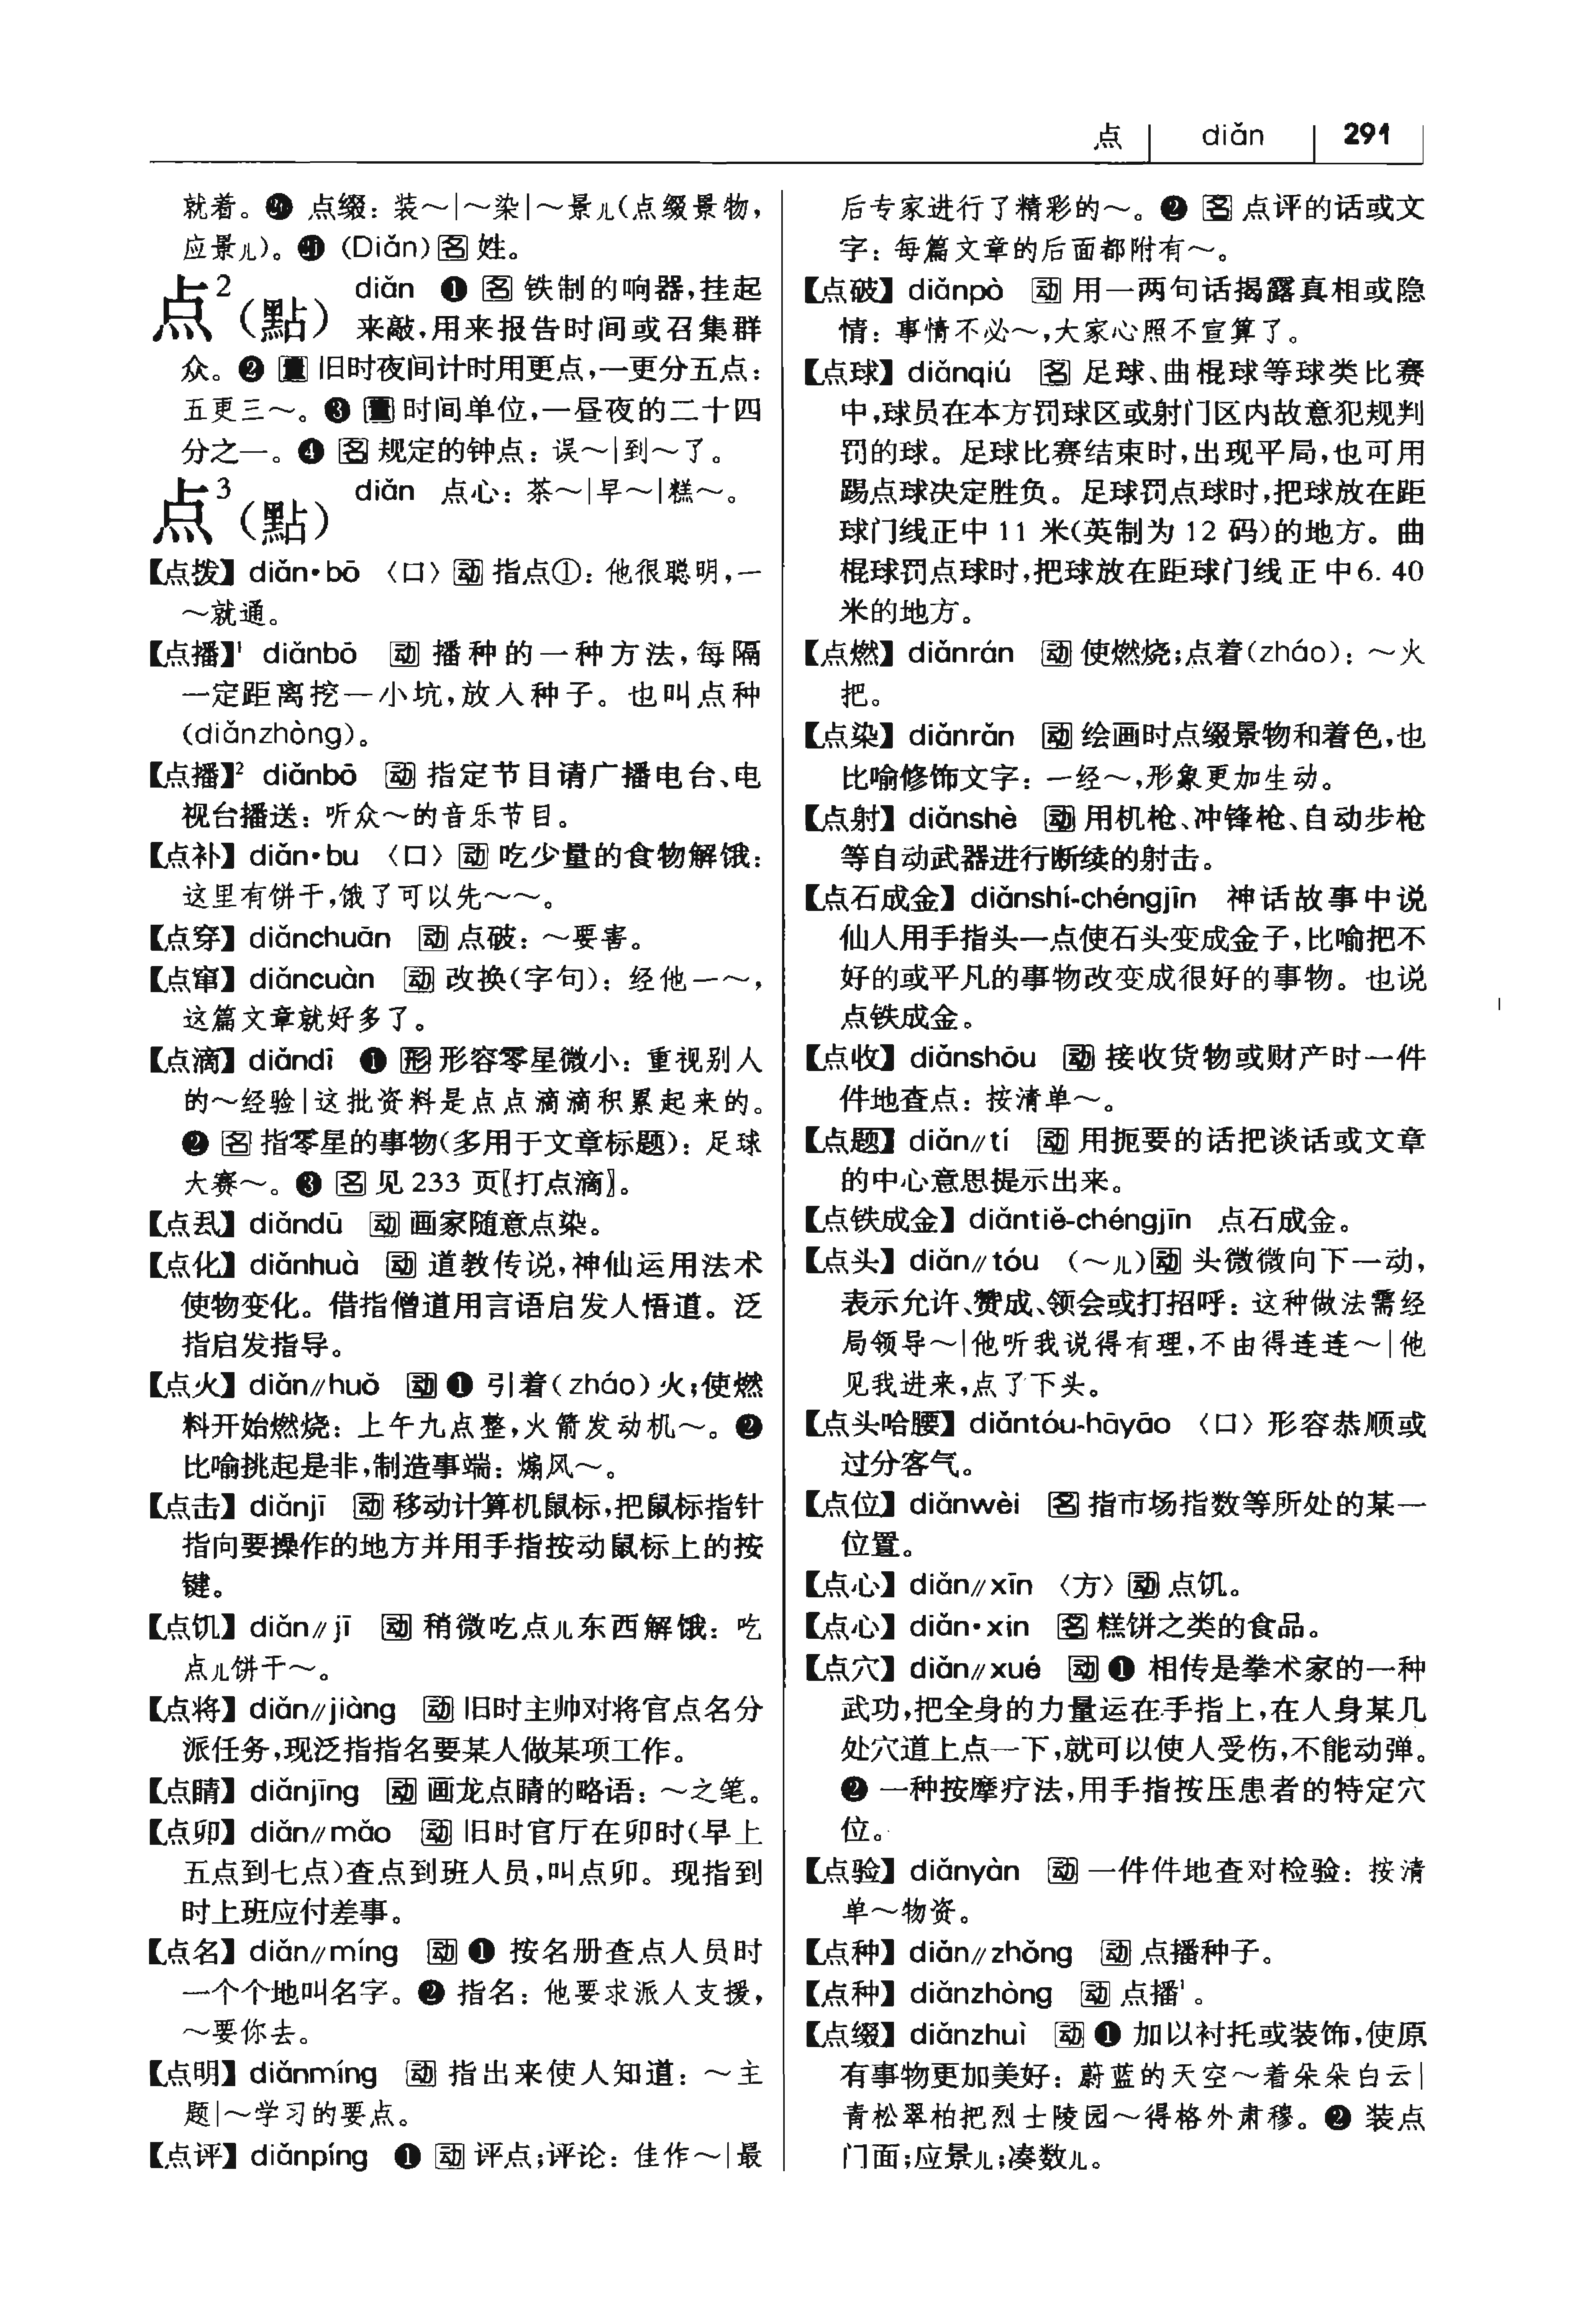 点 diǎn 291
就着。⓴ 点缀：装～|～染|～景儿(点缀景物，
应景儿)。㉑ (Diǎn) 名 姓。
点²(點) diǎn ❶ 名 铁制的响器，挂起
来敲，用来报告时间或召集群
众。❷ 量 旧时夜间计时用更点，一更分五点：
五更三～。❸ 量 时间单位，一昼夜的二十四
分之一。❹ 名 规定的钟点：误～|到～了。
点³(點) diǎn 点心：茶～|早～|糕～。
【点拨】diǎn·bō 〈口〉动 指点①：他很聪明，一
～就通。
【点播】¹ diǎnbō 动 播种的一种方法，每隔
一定距离挖一小坑，放入种子。也叫点种
(diǎnzhòng)。
【点播】² diǎnbō 动 指定节目请广播电台、电
视台播送：听众～的音乐节目。
【点补】diǎn·bu 〈口〉动 吃少量的食物解饿：
这里有饼干，饿了可以先～～。
【点穿】diǎnchuān 动 点破：～要害。
【点窜】diǎncuàn 动 改换(字句)：经他一～，
这篇文章就好多了。
【点滴】diǎndī ❶ 形 形容零星微小：重视别人
的～经验|这批资料是点点滴滴积累起来的。
❷ 名 指零星的事物(多用于文章标题)：足球
大赛～。❸ 名 见 233 页〖打点滴〗。
【点厾】diǎndū 动 画家随意点染。
【点化】diǎnhuà 动 道教传说，神仙运用法术
使物变化。借指僧道用言语启发人悟道。泛
指启发指导。
【点火】diǎn//huǒ 动 ❶ 引着(zháo)火；使燃
料开始燃烧：上午九点整，火箭发动机～。❷
比喻挑起是非，制造事端：煽风～。
【点击】diǎnjī 动 移动计算机鼠标，把鼠标指针
指向要操作的地方并用手指按动鼠标上的按
键。
【点饥】diǎn//jī 动 稍微吃点儿东西解饿：吃
点儿饼干～。
【点将】diǎn//jiàng 动 旧时主帅对将官点名分
派任务，现泛指指名要某人做某项工作。
【点睛】diǎnjīng 动 画龙点睛的略语：～之笔。
【点卯】diǎn//mǎo 动 旧时官厅在卯时(早上
五点到七点)查点到班人员，叫点卯。现指到
时上班应付差事。
【点名】diǎn//míng 动 ❶ 按名册查点人员时
一个个地叫名字。❷ 指名：他要求派人支援，
～要你去。
【点明】diǎnmíng 动 指出来使人知道：～主
题|～学习的要点。
【点评】diǎnpíng ❶ 动 评点；评论：佳作～|最
后专家进行了精彩的～。❷ 名 点评的话或文
字：每篇文章的后面都附有～。
【点破】diǎnpò 动 用一两句话揭露真相或隐
情：事情不必～，大家心照不宣算了。
【点球】diǎnqiú 名 足球、曲棍球等球类比赛
中，球员在本方罚球区或射门区内故意犯规判
罚的球。足球比赛结束时，出现平局，也可用
踢点球决定胜负。足球罚点球时，把球放在距
球门线正中 11 米(英制为 12 码)的地方。曲
棍球罚点球时，把球放在距球门线正中6.40
米的地方。
【点燃】diǎnrán 动 使燃烧；点着(zháo)：～火
把。
【点染】diǎnrǎn 动 绘画时点缀景物和着色，也
比喻修饰文字：一经～，形象更加生动。
【点射】diǎnshè 动 用机枪、冲锋枪、自动步枪
等自动武器进行断续的射击。
【点石成金】diǎnshí-chéngjīn 神话故事中说
仙人用手指头一点使石头变成金子，比喻把不
好的或平凡的事物改变成很好的事物。也说
点铁成金。
【点收】diǎnshōu 动 接收货物或财产时一件
件地查点：按清单～。
【点题】diǎn//tí 动 用扼要的话把谈话或文章
的中心意思提示出来。
【点铁成金】diǎntiě-chéngjīn 点石成金。
【点头】diǎn//tóu (～儿)动 头微微向下一动，
表示允许、赞成、领会或打招呼：这种做法需经
局领导～|他听我说得有理，不由得连连～|他
见我进来，点了下头。
【点头哈腰】diǎntóu-hāyāo 〈口〉形容恭顺或
过分客气。
【点位】diǎnwèi 名 指市场指数等所处的某一
位置。
【点心】diǎn//xīn 〈方〉动 点饥。
【点心】diǎn·xin 名 糕饼之类的食品。
【点穴】diǎn//xué 动 ❶ 相传是拳术家的一种
武功，把全身的力量运在手指上，在人身某几
处穴道上点一下，就可以使人受伤，不能动弹。
❷ 一种按摩疗法，用手指按压患者的特定穴
位。
【点验】diǎnyàn 动 一件件地查对检验：按清
单～物资。
【点种】diǎn//zhǒng 动 点播种子。
【点种】diǎnzhòng 动 点播¹。
【点缀】diǎnzhuì 动 ❶ 加以衬托或装饰，使原
有事物更加美好：蔚蓝的天空～着朵朵白云|
青松翠柏把烈士陵园～得格外肃穆。❷ 装点
门面；应景儿；凑数儿。